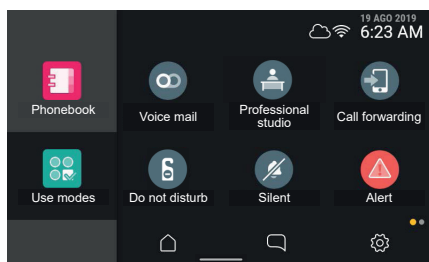 19 AGO 2019
6:23 AM
Phonebook
Voice mail
Professional
studio
Call forwarding
Use modes
Do not disturb
Silent
Alert